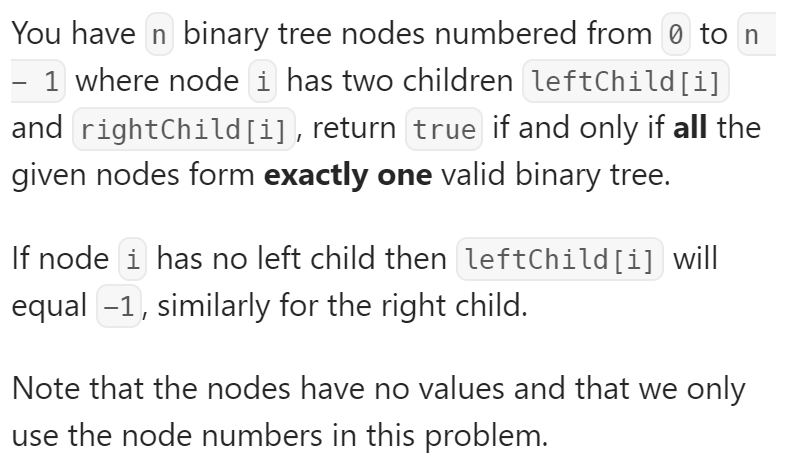 You have n binary tree nodes numbered from 0 to n
- 1 where node i has two children leftChild[i]
and rightChild[i], return true if and only if all the
given nodes form exactly one valid binary tree.
If node i has no left child then leftChild[i] will
equal -1, similarly for the right child.
Note that the nodes have no values and that we only
use the node numbers in this problem.